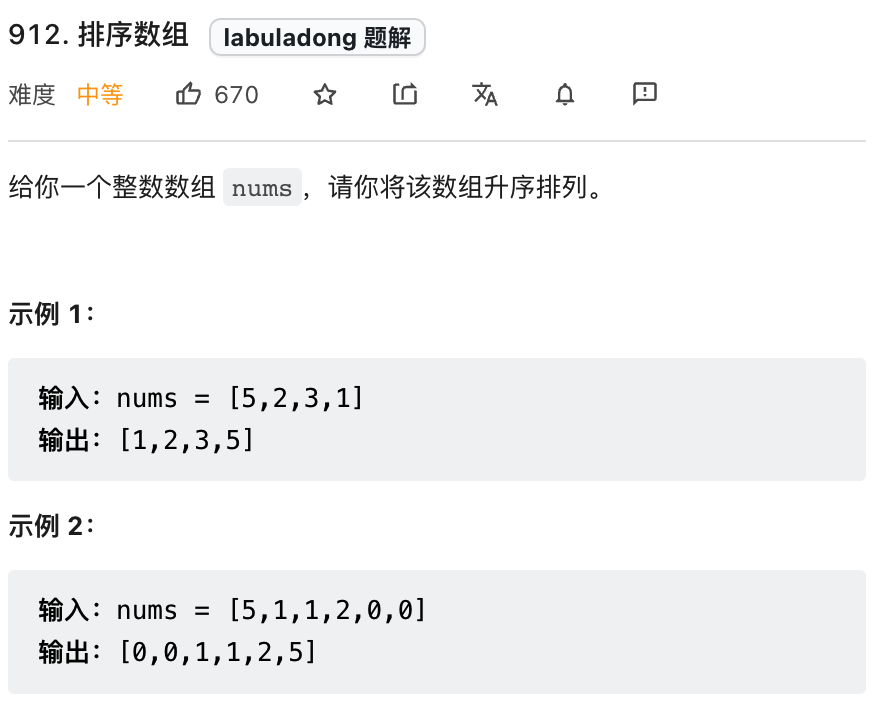 912. 排序数组 labuladong 题解
难度 中等 670
给你一个整数数组 nums，请你将该数组升序排列。
示例 1：
输入：nums = [5,2,3,1]
输出：[1,2,3,5]
示例 2：
输入：nums = [5,1,1,2,0,0]
输出：[0,0,1,1,2,5]